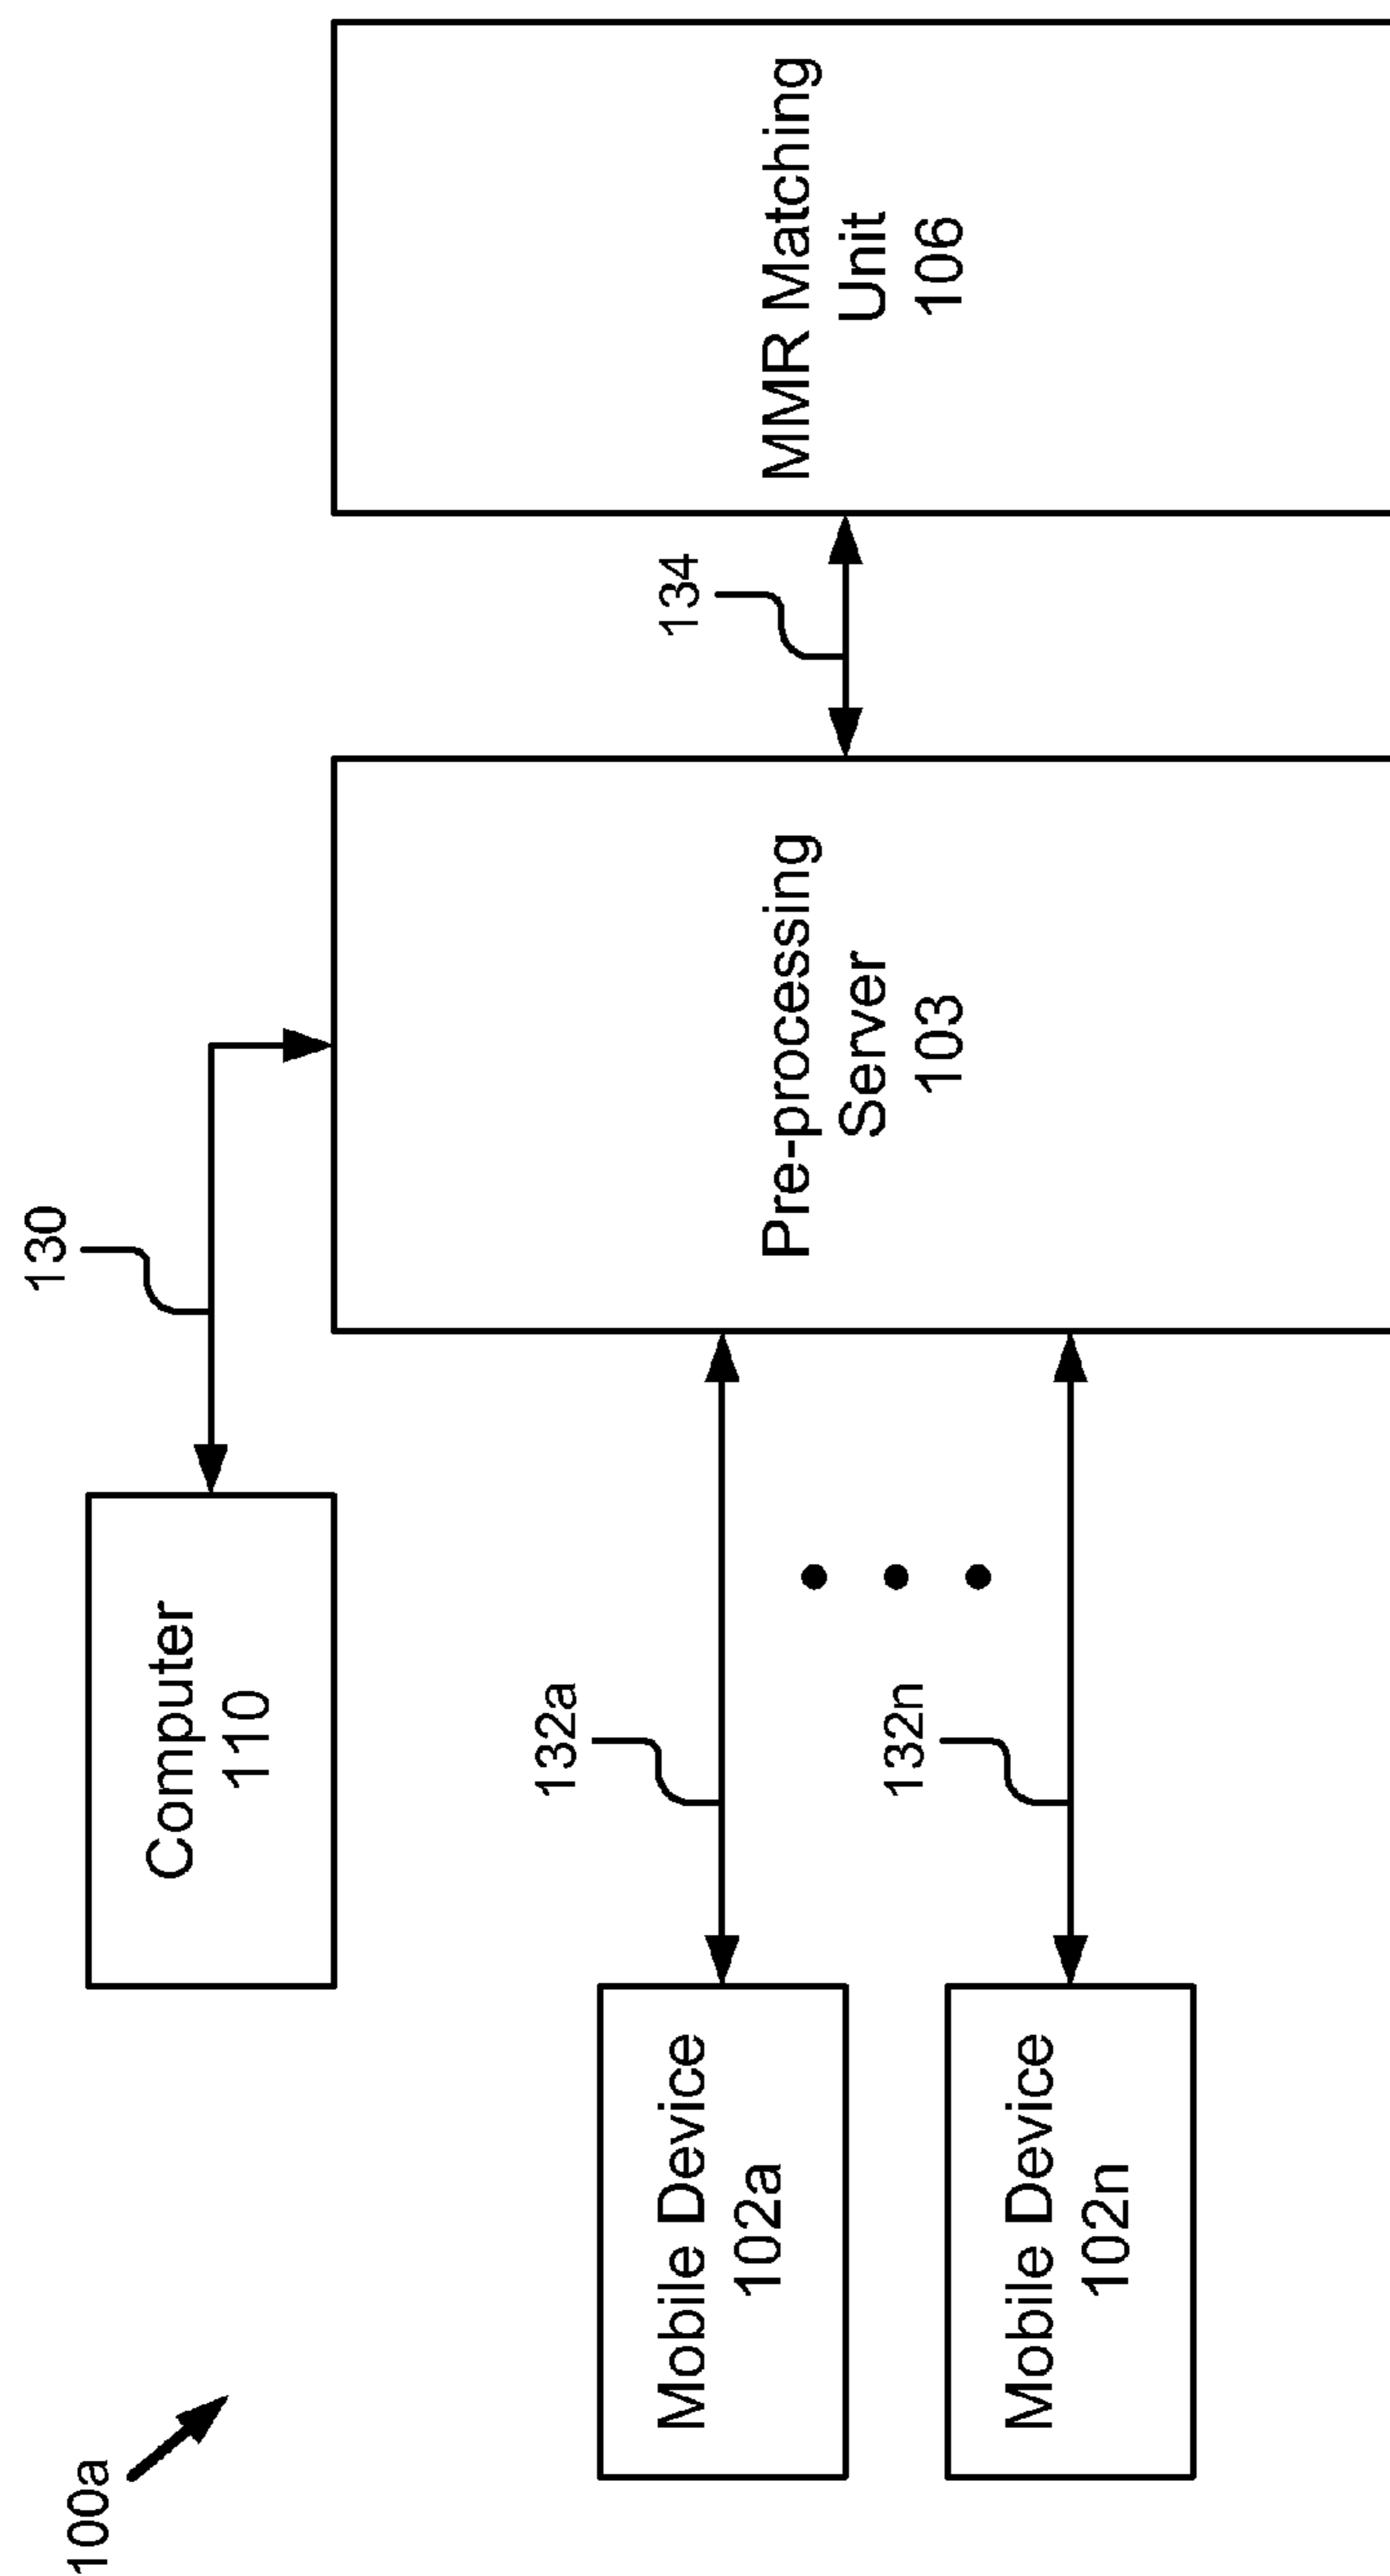 100a
Computer
110
130
Mobile Device
102a
132a
Mobile Device
102n
132n
Pre-processing
Server
103
134
MMR Matching
Unit
106